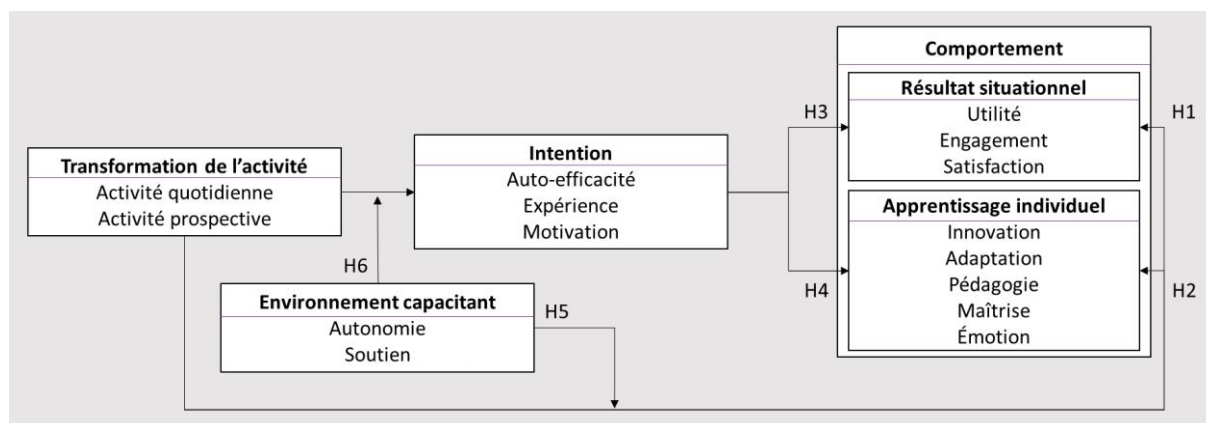 Transformation de l'activité
Activité quotidienne
Activité prospective
H6
Environnement capacitant
Autonomie
Soutien
H5
Intention
Auto-efficacité
Expérience
Motivation
H3
H4
Comportement
Résultat situationnel
Utilité
Engagement
Satisfaction
Apprentissage individuel
Innovation
Adaptation
Pédagogie
Maîtrise
Émotion
H1
H2